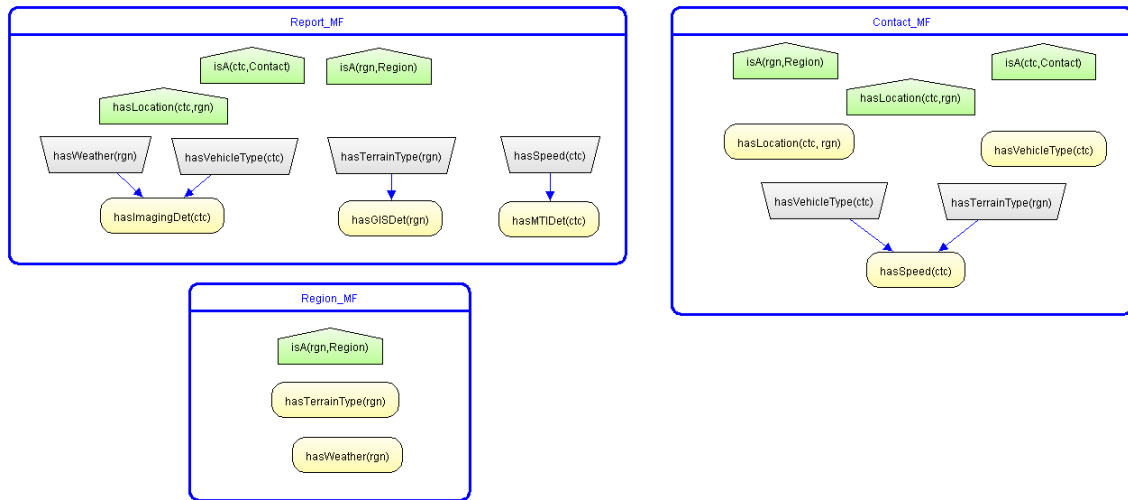 Report_MF
isA(ctc,Contact)
isA(rgn,Region)
hasLocation(ctc,rgn)
hasWeather(rgn)
hasVehicleType(ctc)
hasTerrainType(rgn)
hasSpeed(ctc)
hasImagingDet(ctc)
hasGISDet(rgn)
hasMTIDet(ctc)
Contact_MF
isA(rgn,Region)
isA(ctc,Contact)
hasLocation(ctc,rgn)
hasLocation(ctc, rgn)
hasVehicleType(ctc)
hasVehicleType(ctc)
hasTerrainType(rgn)
hasSpeed(ctc)
Region_MF
isA(rgn,Region)
hasTerrainType(rgn)
hasWeather(rgn)